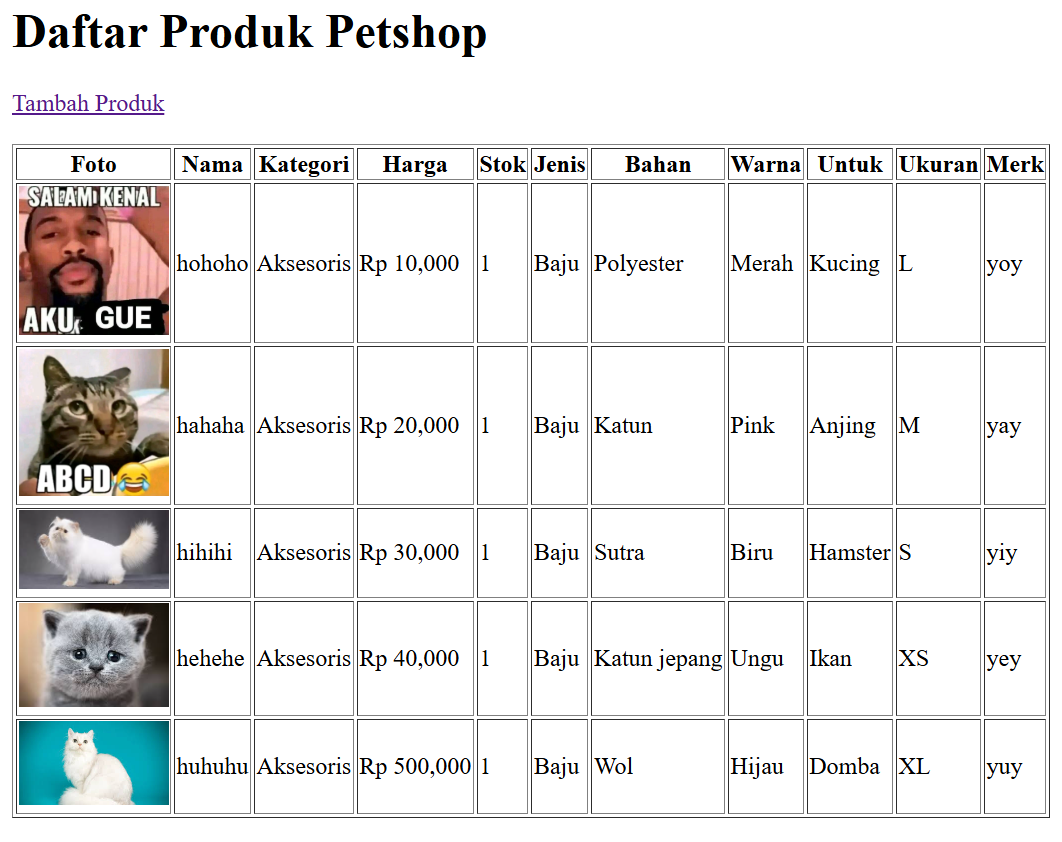 Daftar Produk Petshop
Tambah Produk
Foto Nama Kategori Harga Stok Jenis Bahan Warna Untuk Ukuran Merk
SALAM KENAL
AKU GUE
hohoho Aksesoris Rp 10,000 1 Baju Polyester Merah Kucing L yoy
ABCD😂
hahaha Aksesoris Rp 20,000 1 Baju Katun Pink Anjing M yay
hihihi Aksesoris Rp 30,000 1 Baju Sutra Biru Hamster S yiy
hehehe Aksesoris Rp 40,000 1 Baju Katun jepang Ungu Ikan XS yey
huhuhu Aksesoris Rp 500,000 1 Baju Wol Hijau Domba XL yuy